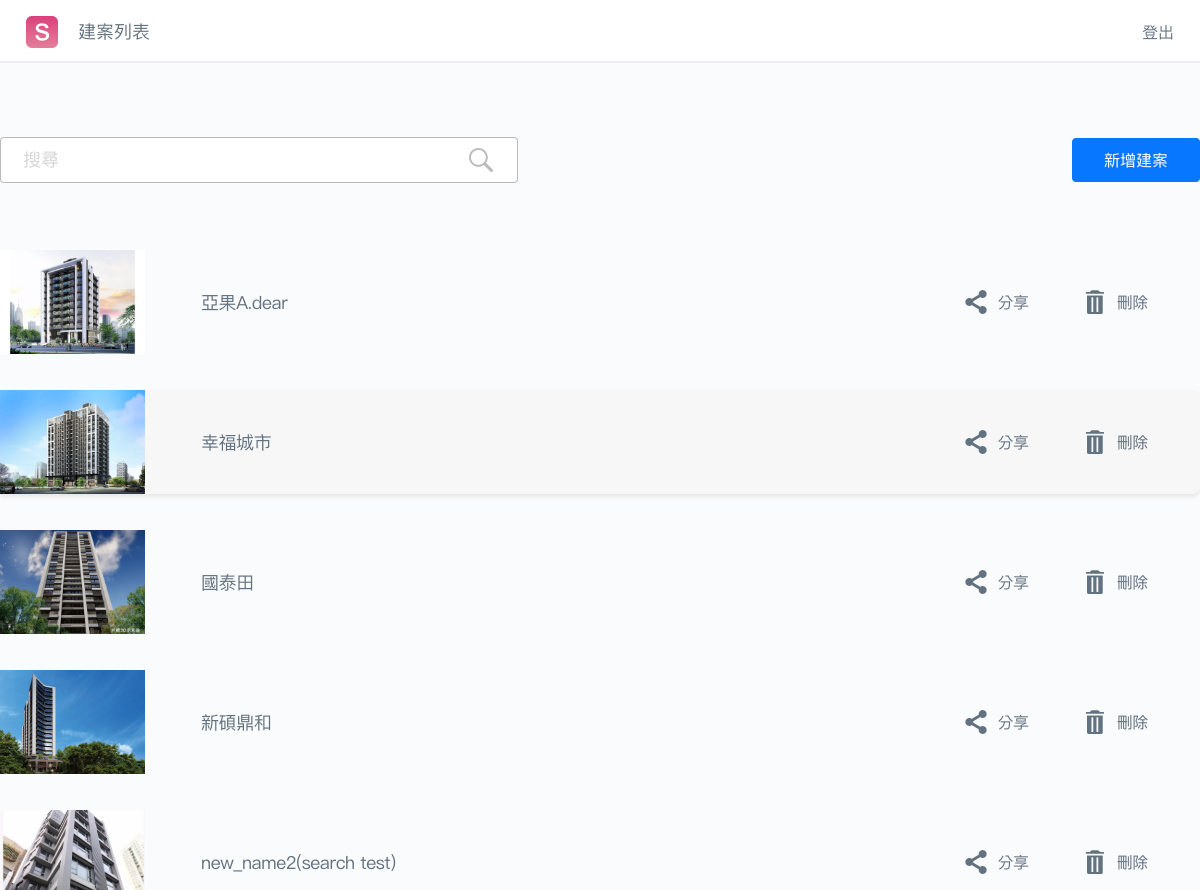 S 建案列表 登出
搜尋 新增建案
亞果A.dear 分享 刪除
幸福城市 分享 刪除
國泰田 分享 刪除
新碩鼎和 分享 刪除
new_name2(search test) 分享 刪除